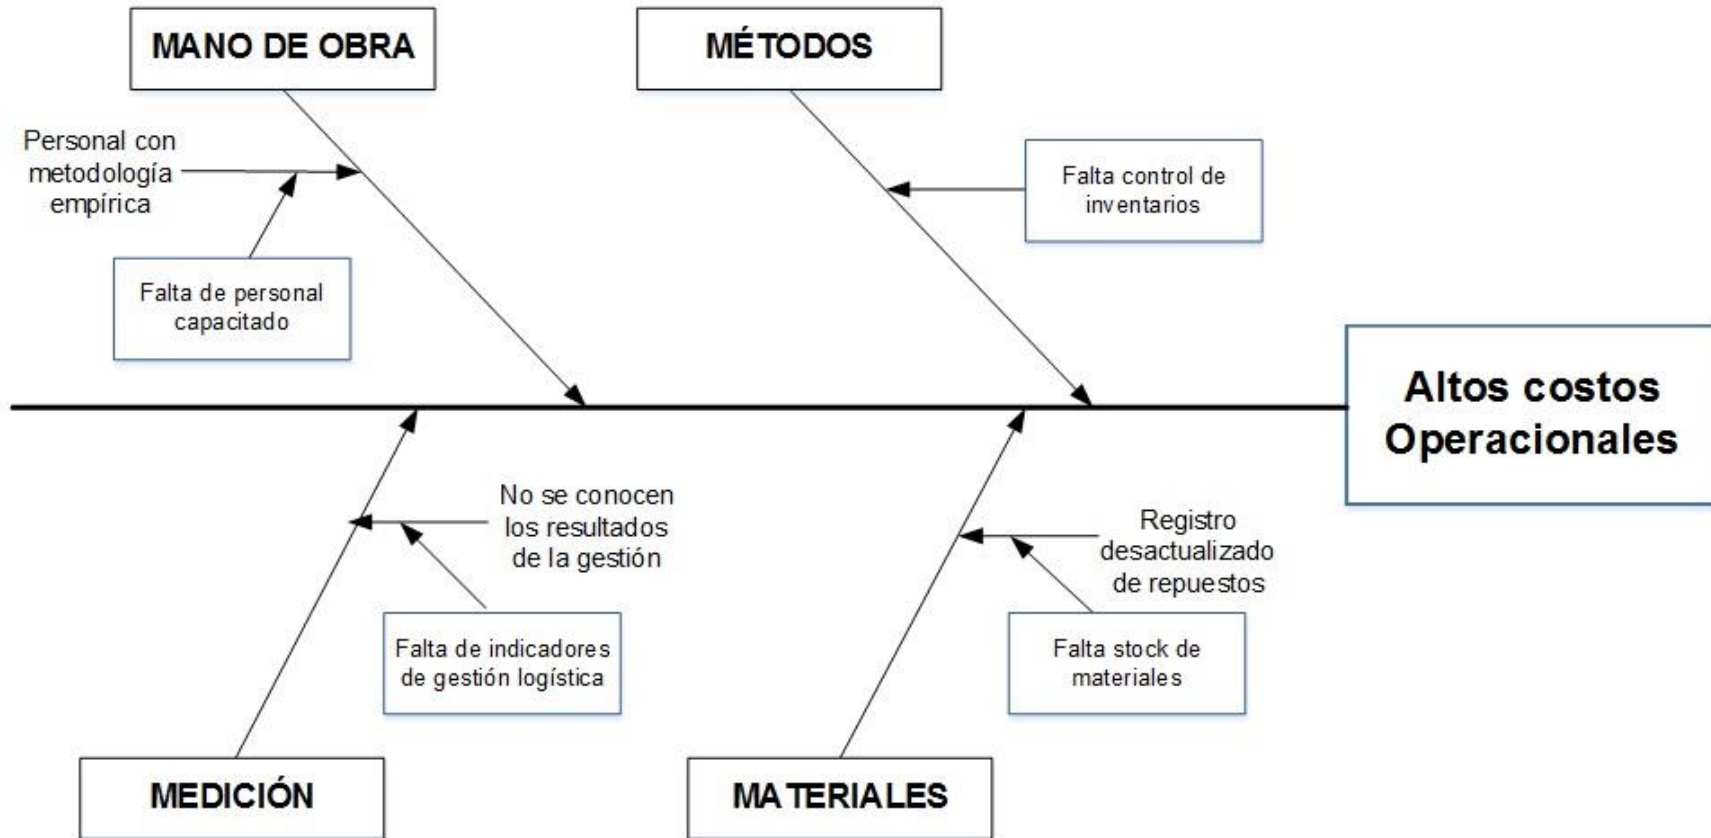 MANO DE OBRA
MÉTODOS
Personal con
metodología
empírica
Falta control de
inventarios
Falta de personal
capacitado
Altos costos
Operacionales
No se conocen
los resultados
de la gestión
Registro
desactualizado
de repuestos
Falta de indicadores
de gestión logística
Falta stock de
materiales
MEDICIÓN
MATERIALES